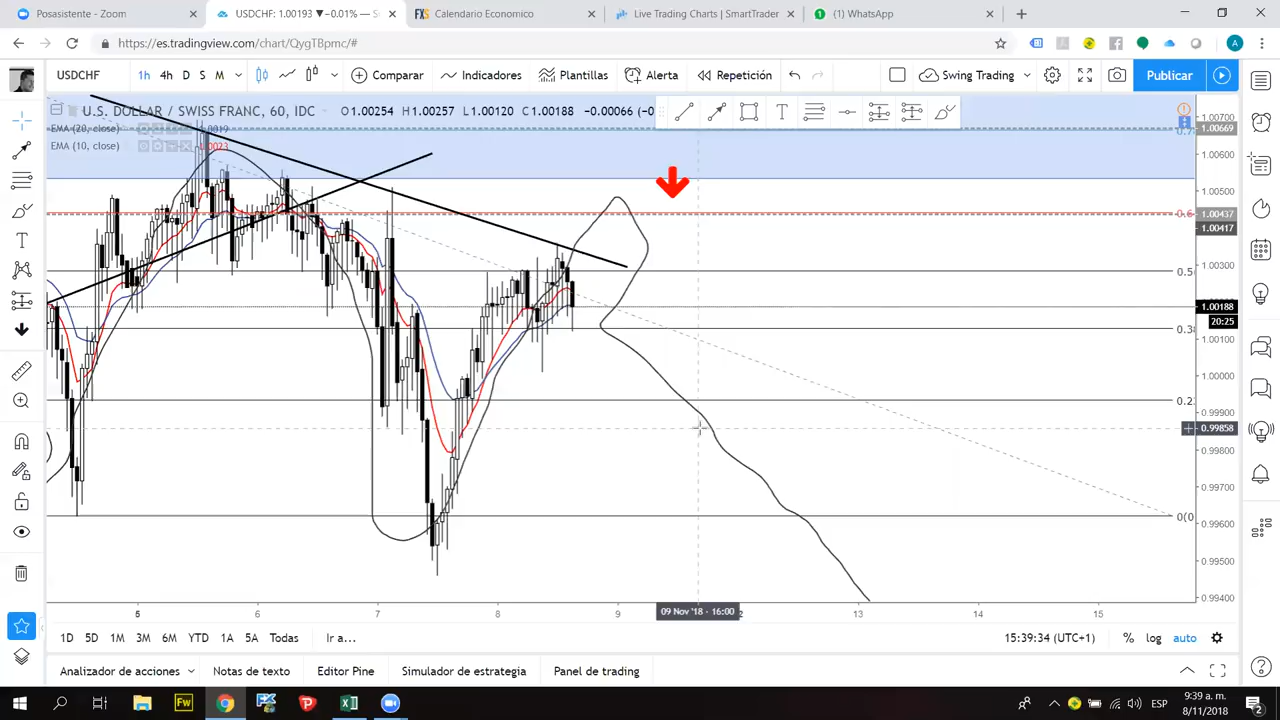 Posasistente - Zoom
USDCHF: 1.00193 ▼−0.01% — S
Calendario Economico
Live Trading Charts | SmartTrader
(1) WhatsApp
https://es.tradingview.com/chart/QygTBpmc/#
USDCHF 1h 4h D S M Comparar Indicadores Plantillas Alerta Repetición Swing Trading Publicar
U.S. DOLLAR / SWISS FRANC, 60, IDC O1.00254 H1.00257 L1.00120 C1.00188 -0.00066 (-0
EMA (20, close) 1.0019
EMA (10, close) 1.0023
1.00700
1.00669
1.00600
1.00500
1.00437
1.00417
1.00300
1.00188
20:25
1.00100
1.00000
0.99900
0.99858
0.99800
0.99700
0.99600
0.99500
0.99400
5 6 7 8 9 09 Nov '18 - 16:00 2 13 14 15
1D 5D 1M 3M 6M YTD 1A 5A Todas Ir a... 15:39:34 (UTC+1) % log auto
Analizador de acciones Notas de texto Editor Pine Simulador de estrategia Panel de trading
ESP
9:39 a. m.
8/11/2018
2